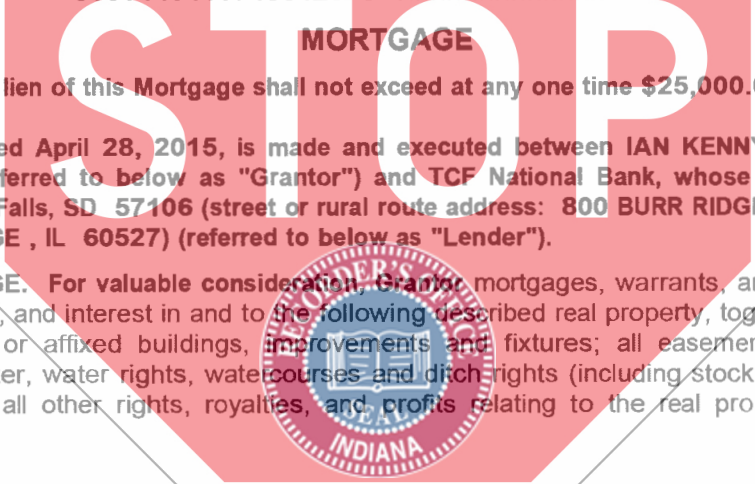 STOP
MORTGAGE
lien of this Mortgage shall not exceed at any one time $25,000.
ed April 28, 2015, is made and executed between IAN KENNY
ferred to below as "Grantor") and TCF National Bank, whose
Falls, SD 57106 (street or rural route address: 800 BURR RIDGE
GE , IL 60527) (referred to below as "Lender").
GE. For valuable consideration, Grantor mortgages, warrants, a
, and interest in and to the following described real property, tog
or affixed buildings, improvements and fixtures; all easemen
er, water rights, watercourses and ditch rights (including stock
all other rights, royalties, and profits relating to the real pro
RECORDER'S OFFICE
SEAL
INDIANA